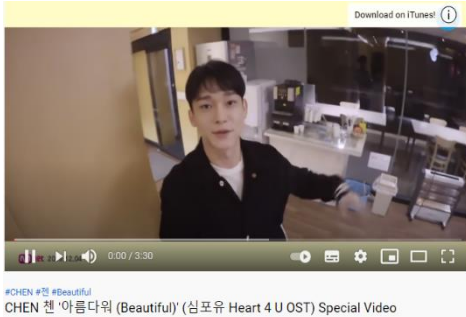 Download on iTunes!
0:00 / 3:30
#CHEN #첸 #Beautiful
CHEN 첸 '아름다워 (Beautiful)' (심포유 Heart 4 U OST) Special Video